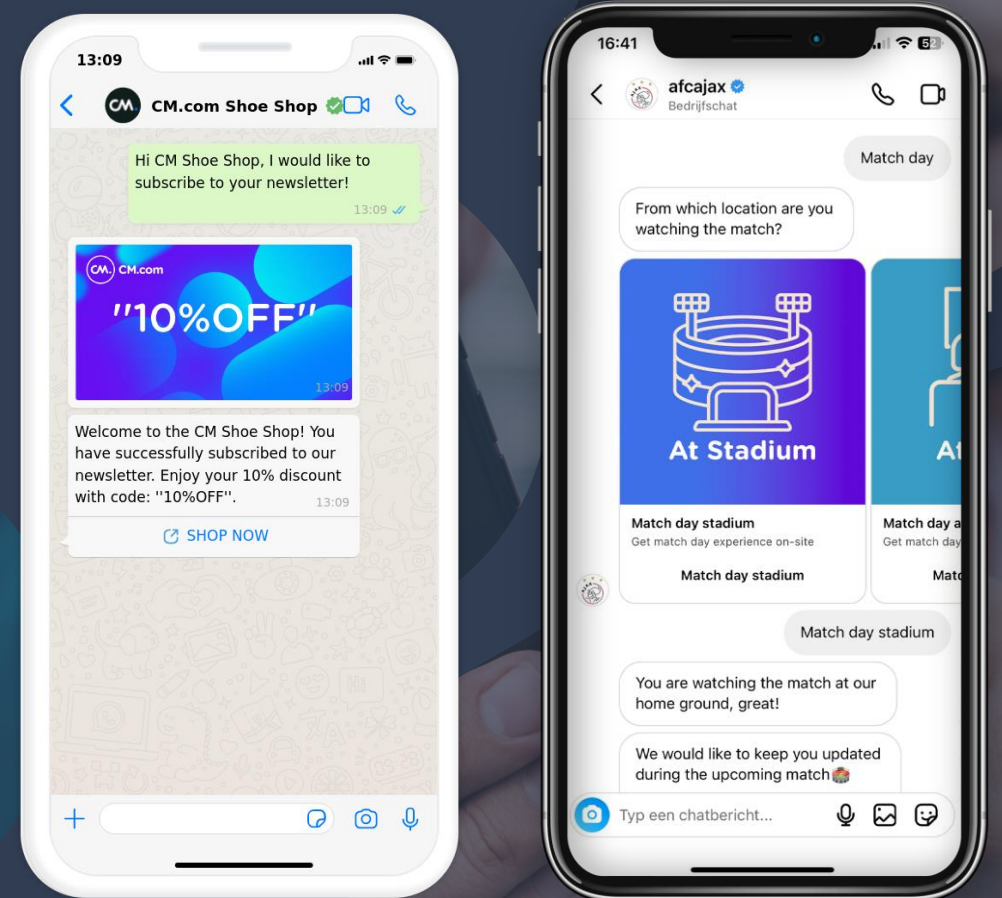 13:09
CM.
CM.com Shoe Shop
Hi CM Shoe Shop, I would like to
subscribe to your newsletter!
13:09
CM. CM.com
"10%OFF"
13:09
Welcome to the CM Shoe Shop! You
have successfully subscribed to our
newsletter. Enjoy your 10% discount
with code: ''10%OFF''.
13:09
SHOP NOW
16:41
52
afcajax
Bedrijfschat
Match day
From which location are you
watching the match?
At Stadium
At
Match day stadium
Get match day experience on-site
Match day stadium
Match day a
Get match day
Matc
Match day stadium
You are watching the match at our
home ground, great!
We would like to keep you updated
during the upcoming match
Typ een chatbericht...